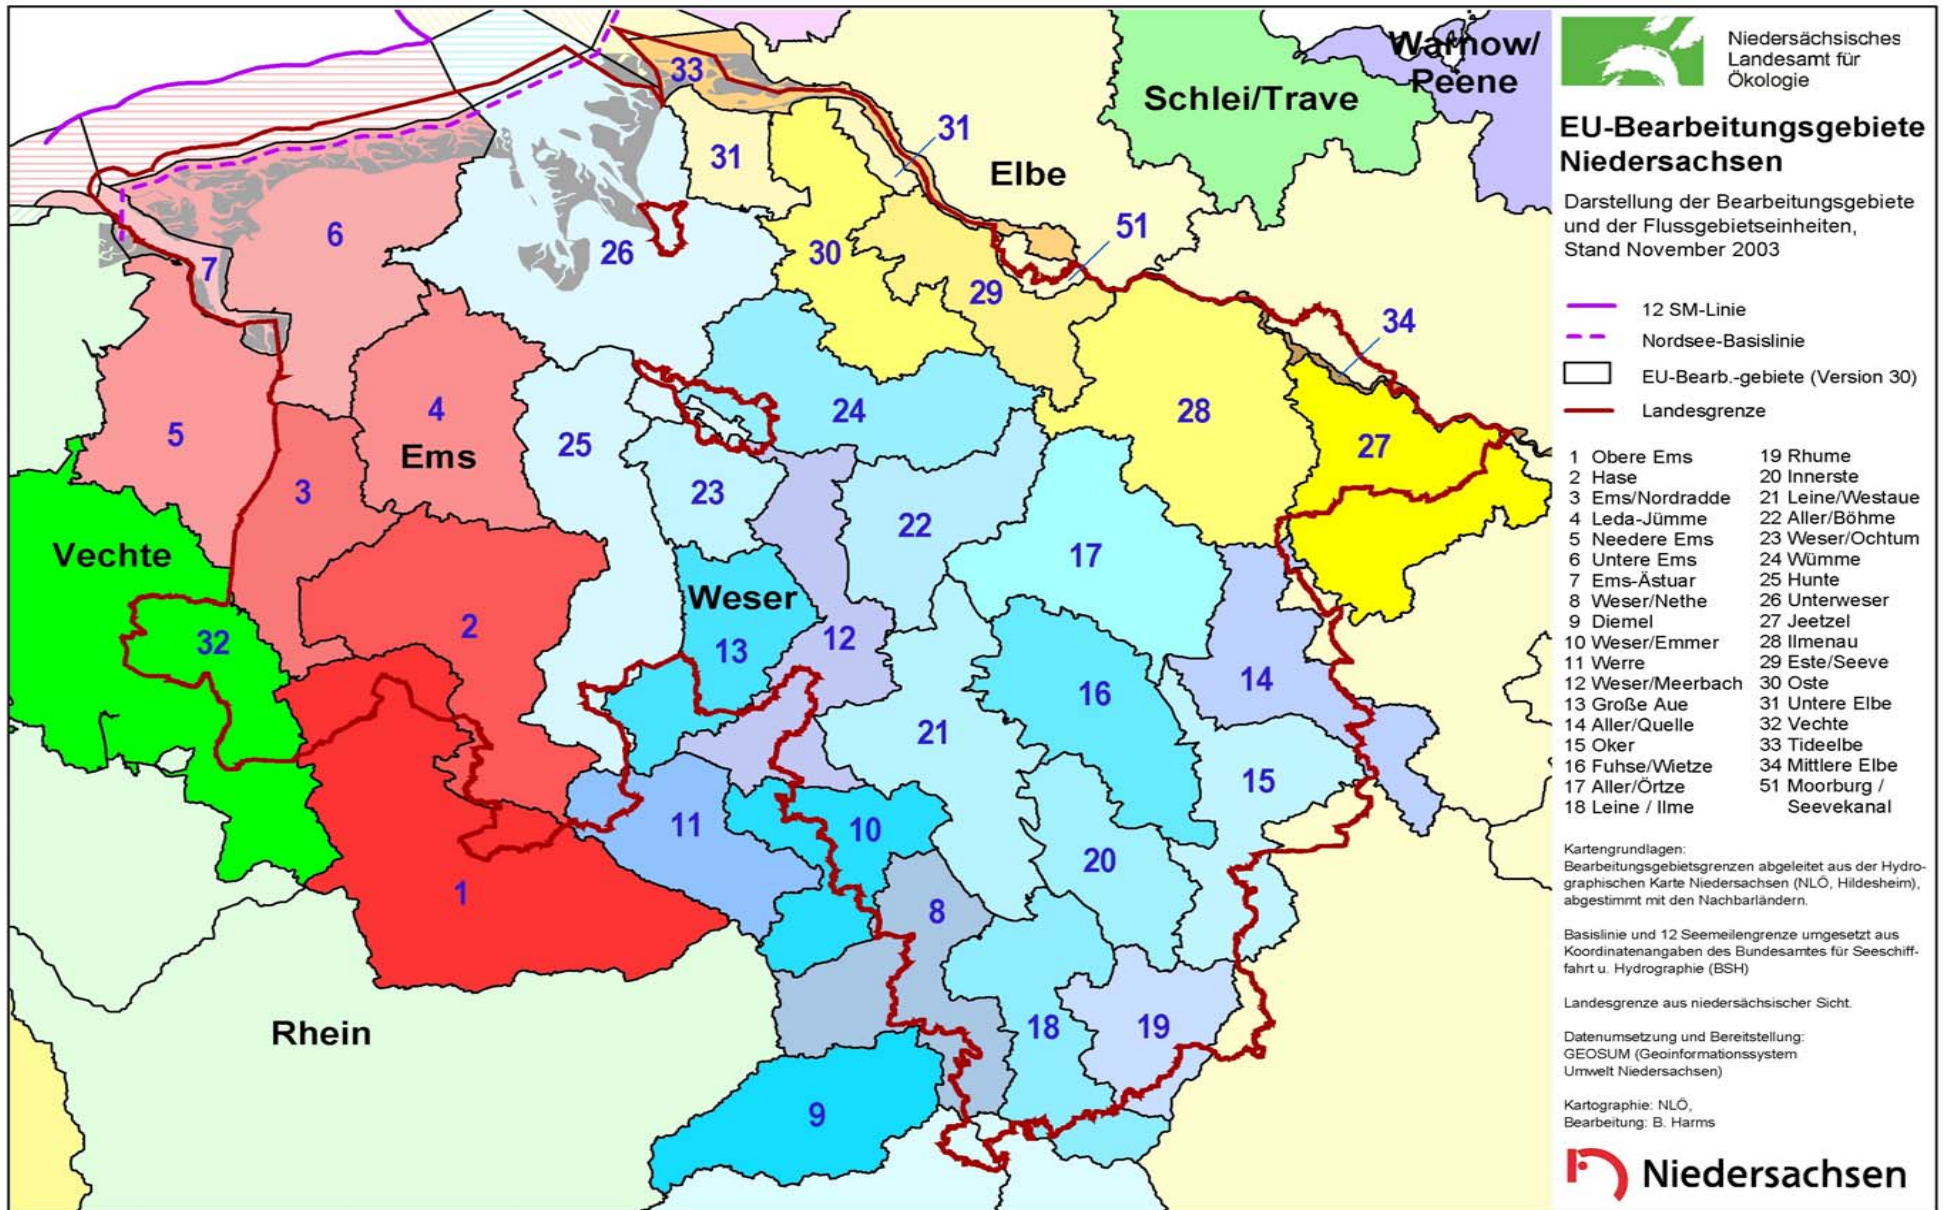 33
31
31
Elbe
Schlei/Trave
Warnow/
Peene
6
7
26
30
51
29
34
5
4
Ems
24
28
27
3
25
23
22
17
Vechte
32
2
Weser
13
12
14
16
21
15
11
10
20
1
8
Rhein
18
19
9
Niedersächsisches
Landesamt für
Ökologie
EU-Bearbeitungsgebiete
Niedersachsen
Darstellung der Bearbeitungsgebiete
und der Flussgebietseinheiten,
Stand November 2003
12 SM-Linie
Nordsee-Basislinie
EU-Bearb.-gebiete (Version 30)
Landesgrenze
1 Obere Ems
2 Hase
3 Ems/Nordradde
4 Leda-Jümme
5 Needere Ems
6 Untere Ems
7 Ems-Ästuar
8 Weser/Nethe
9 Diemel
10 Weser/Emmer
11 Werre
12 Weser/Meerbach
13 Große Aue
14 Aller/Quelle
15 Oker
16 Fuhse/Wietze
17 Aller/Örtze
18 Leine / Ilme
19 Rhume
20 Innerste
21 Leine/Westaue
22 Aller/Böhme
23 Weser/Ochtum
24 Wümme
25 Hunte
26 Unterweser
27 Jeetzel
28 Ilmenau
29 Este/Seeve
30 Oste
31 Untere Elbe
32 Vechte
33 Tideelbe
34 Mittlere Elbe
51 Moorburg /
Seevekanal
Kartengrundlagen:
Bearbeitungsgebietsgrenzen abgeleitet aus der Hydro-
graphischen Karte Niedersachsen (NLÖ, Hildesheim),
abgestimmt mit den Nachbarländern.
Basislinie und 12 Seemeilengrenze umgesetzt aus
Koordinatenangaben des Bundesamtes für Seeschiff-
fahrt u. Hydrographie (BSH)
Landesgrenze aus niedersächsischer Sicht.
Datenumsetzung und Bereitstellung:
GEOSUM (Geoinformationssystem
Umwelt Niedersachsen)
Kartographie: NLÖ,
Bearbeitung: B. Harms
Niedersachsen